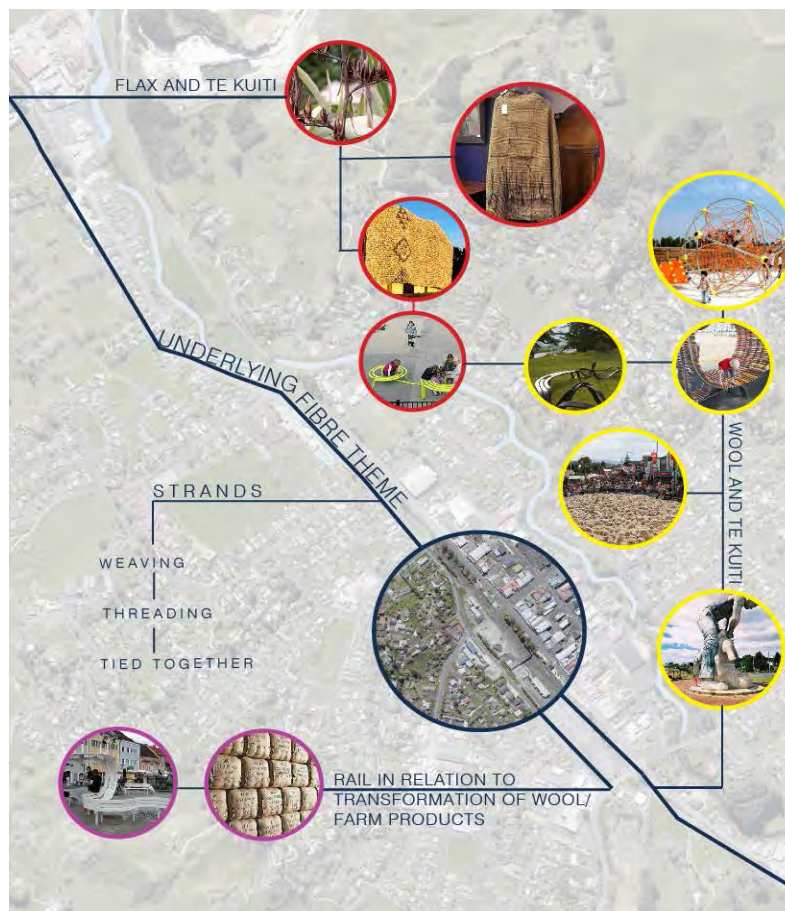 FLAX AND TE KUITI
UNDERLYING FIBRE THEME
WOOL AND TE KUITI
STRANDS
WEAVING
THREADING
TIED TOGETHER
RAIL IN RELATION TO
TRANSFORMATION OF WOOL/
FARM PRODUCTS